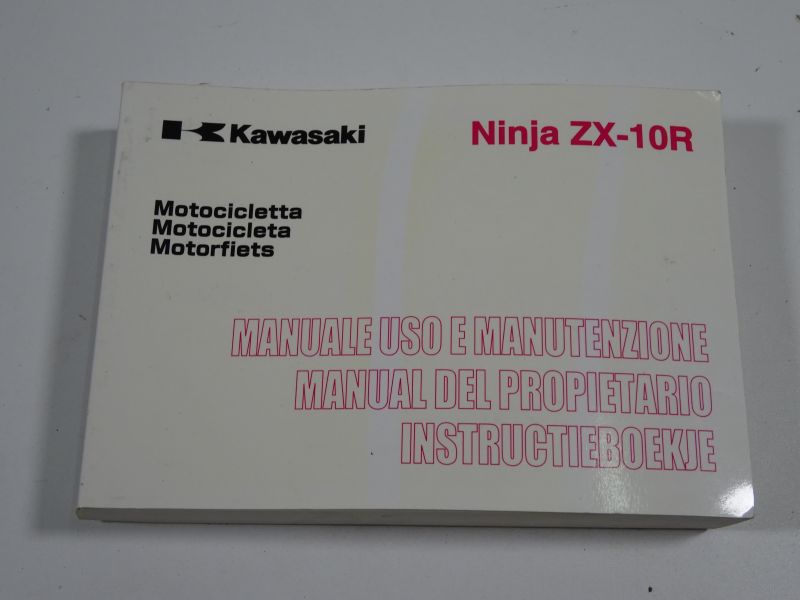 Kawasaki
Ninja ZX-10R
Motocicletta
Motocicleta
Motorfiets
MANUALE USO E MANUTENZIONE
MANUAL DEL PROPIETARIO
INSTRUCTIEBOEKJE